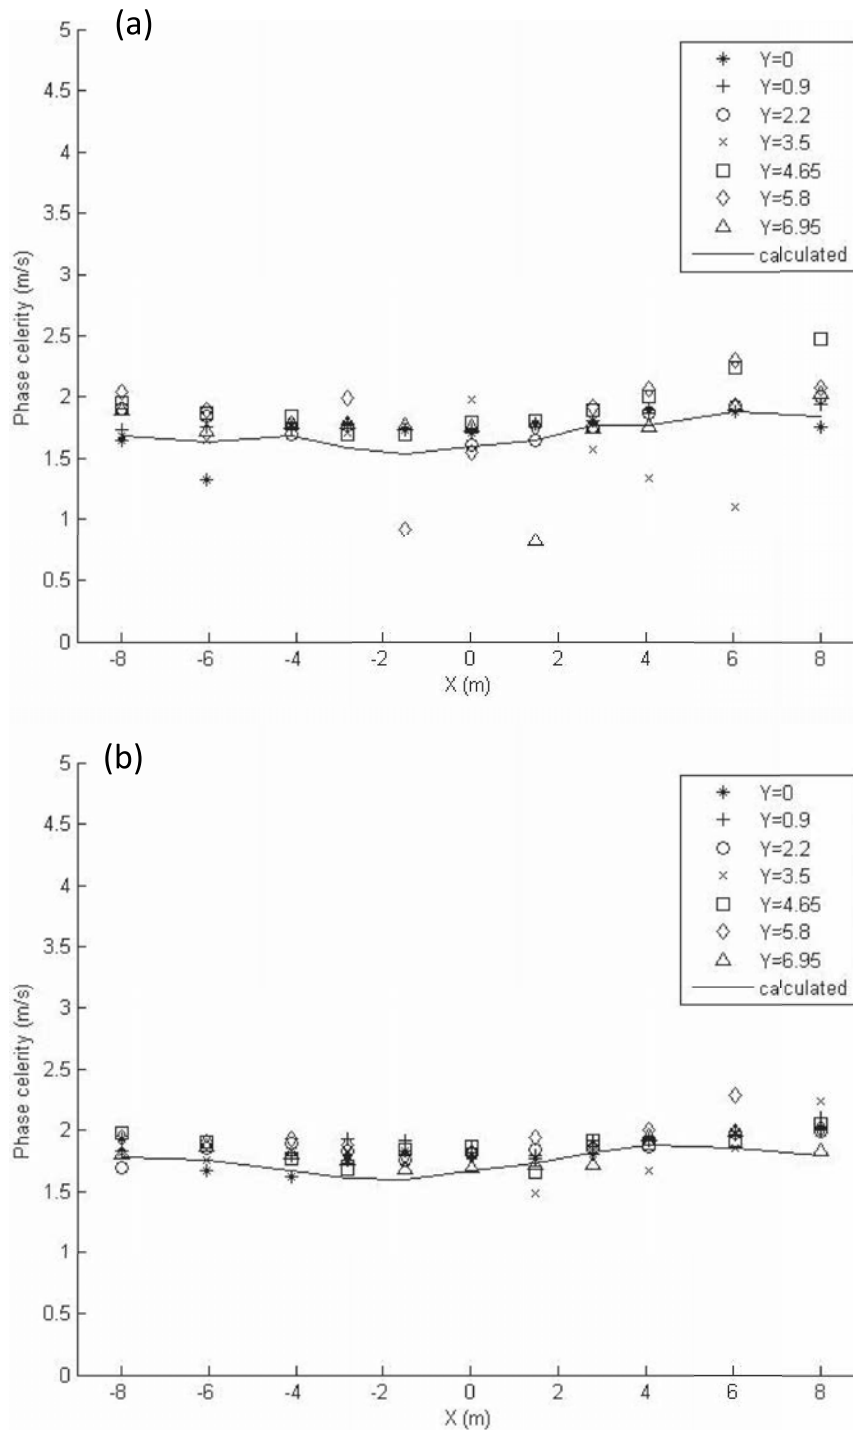 (a)
5
4.5
4
3.5
3
2.5
2
1.5
1
0.5
0
Phase celerity (m/s)
-8 -6 -4 -2 0 2 4 6 8
X (m)
Y=0
Y=0.9
Y=2.2
Y=3.5
Y=4.65
Y=5.8
Y=6.95
calculated
(b)
5
4.5
4
3.5
3
2.5
2
1.5
1
0.5
0
Phase celerity (m/s)
-8 -6 -4 -2 0 2 4 6 8
X (m)
Y=0
Y=0.9
Y=2.2
Y=3.5
Y=4.65
Y=5.8
Y=6.95
calculated